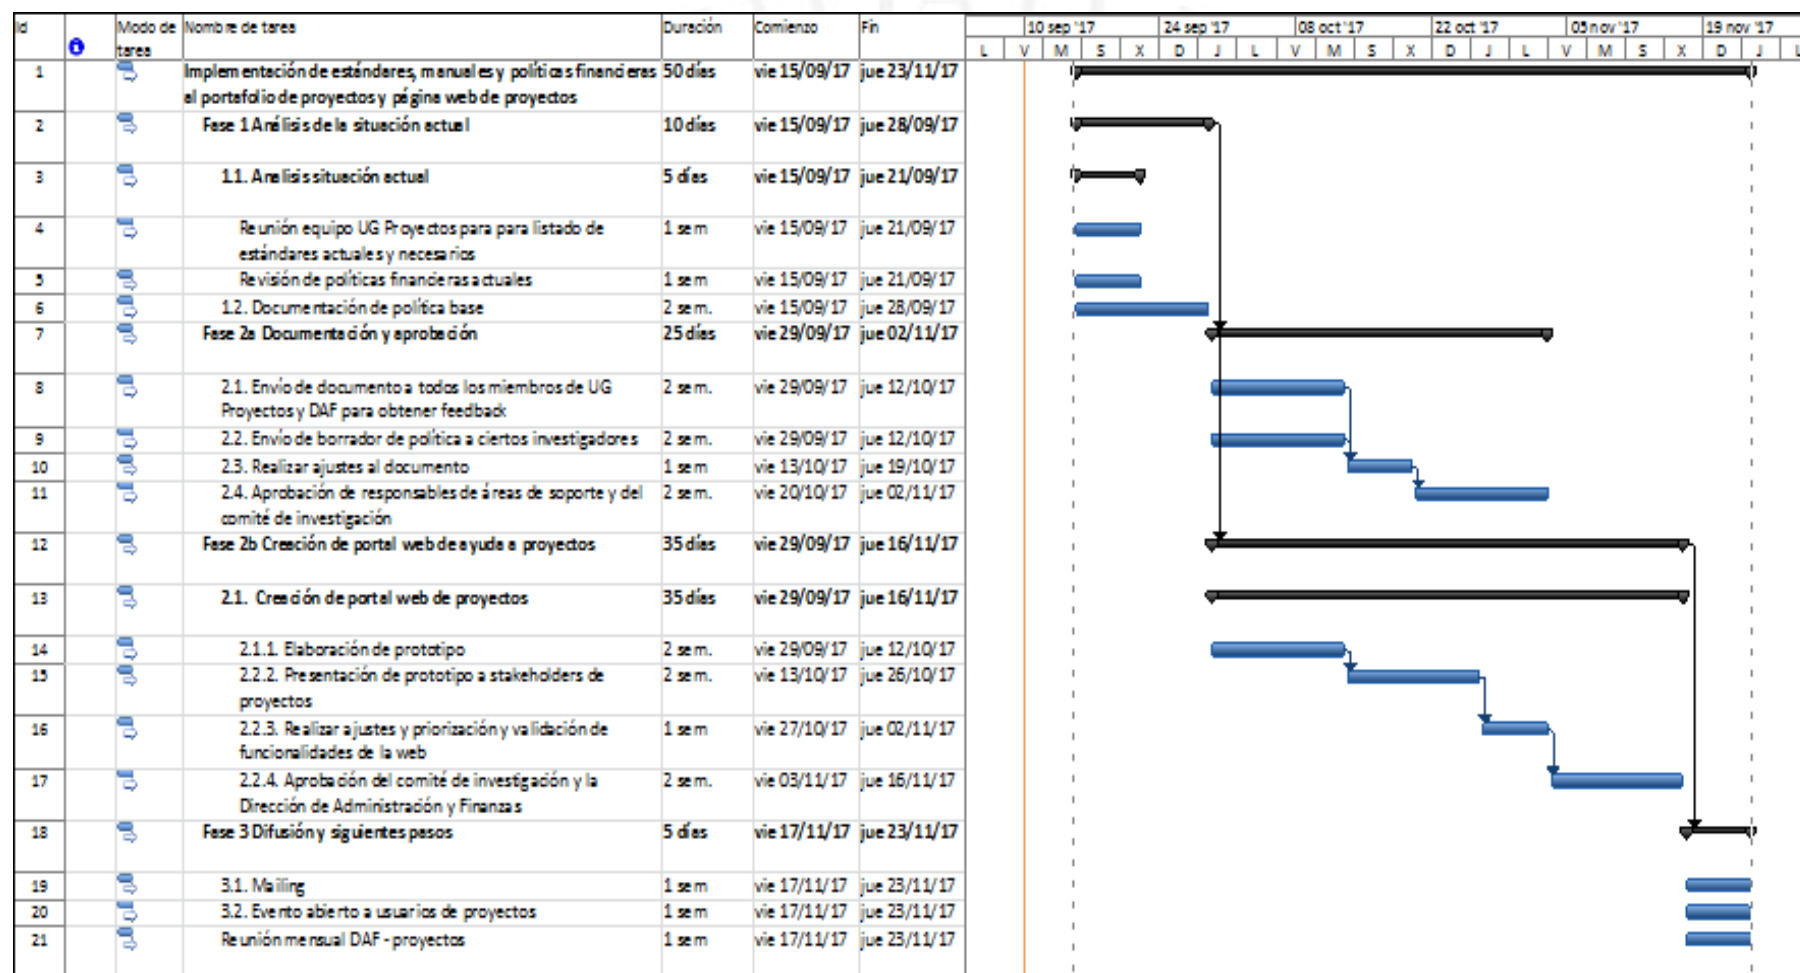 Id Modo de Nombre de tarea Duración Comienzo Fin 10 sep '17 24 sep '17 08 oct '17 22 oct '17 05 nov '17 19 nov '17
tarea L V M S X D J L V M S X D J L V M S X D J L
1 Implementación de estándares, manuales y políticas financieras 50 días vie 15/09/17 jue 23/11/17
al portafolio de proyectos y página web de proyectos
2 Fase 1 Análisis de la situación actual 10 días vie 15/09/17 jue 28/09/17
3 1.1. Analisis situación actual 5 días vie 15/09/17 jue 21/09/17
4 Reunión equipo UG Proyectos para para listado de 1 sem vie 15/09/17 jue 21/09/17
estándares actuales y necesarios
5 Revisión de políticas financieras actuales 1 sem vie 15/09/17 jue 21/09/17
6 1.2. Documentación de política base 2 sem. vie 15/09/17 jue 28/09/17
7 Fase 2a Documentación y aprobación 25 días vie 29/09/17 jue 02/11/17
8 2.1. Envío de documento a todos los miembros de UG 2 sem. vie 29/09/17 jue 12/10/17
Proyectos y DAF para obtener feedback
9 2.2. Envío de borrador de política a ciertos investigadores 2 sem. vie 29/09/17 jue 12/10/17
10 2.3. Realizar ajustes al documento 1 sem vie 13/10/17 jue 19/10/17
11 2.4. Aprobación de responsables de áreas de soporte y del 2 sem. vie 20/10/17 jue 02/11/17
comité de investigación
12 Fase 2b Creación de portal web de ayuda a proyectos 35 días vie 29/09/17 jue 16/11/17
13 2.1. Creación de portal web de proyectos 35 días vie 29/09/17 jue 16/11/17
14 2.1.1. Elaboración de prototipo 2 sem. vie 29/09/17 jue 12/10/17
15 2.2.2. Presentación de prototipo a stakeholders de 2 sem. vie 13/10/17 jue 26/10/17
proyectos
16 2.2.3. Realizar ajustes y priorización y validación de 1 sem vie 27/10/17 jue 02/11/17
funcionalidades de la web
17 2.2.4. Aprobación del comité de investigación y la 2 sem. vie 03/11/17 jue 16/11/17
Dirección de Administración y Finanzas
18 Fase 3 Difusión y siguientes pasos 5 días vie 17/11/17 jue 23/11/17
19 3.1. Mailing 1 sem vie 17/11/17 jue 23/11/17
20 3.2. Evento abierto a usuarios de proyectos 1 sem vie 17/11/17 jue 23/11/17
21 Reunión mensual DAF - proyectos 1 sem vie 17/11/17 jue 23/11/17